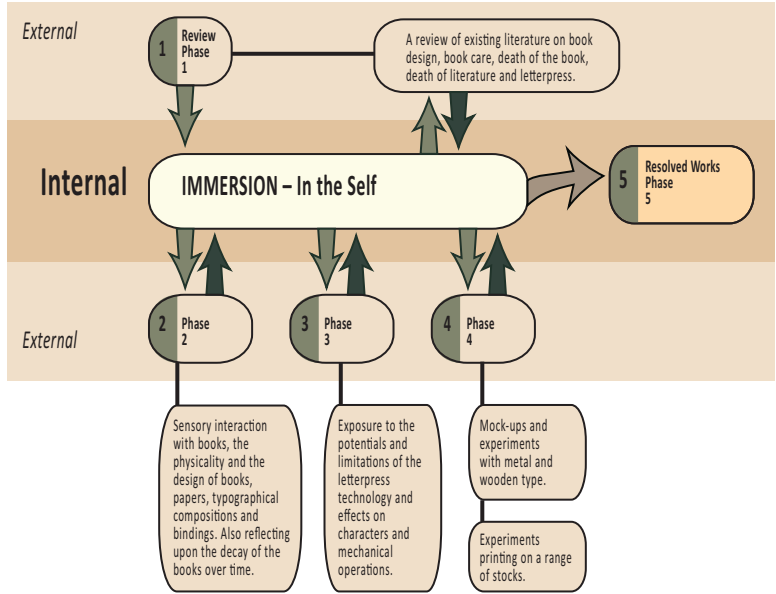 External
1
Review
Phase
1
A review of existing literature on book
design, book care, death of the book,
death of literature and letterpress.
Internal
IMMERSION – In the Self
5
Resolved Works
Phase
5
External
2
Phase
2
3
Phase
3
4
Phase
4
Sensory interaction
with books, the
physicality and the
design of books,
papers, typographical
compositions and
bindings. Also reflecting
upon the decay of the
books over time.
Exposure to the
potentials and
limitations of the
letterpress
technology and
effects on
characters and
mechanical
operations.
Mock-ups and
experiments
with metal and
wooden type.
Experiments
printing on a range
of stocks.